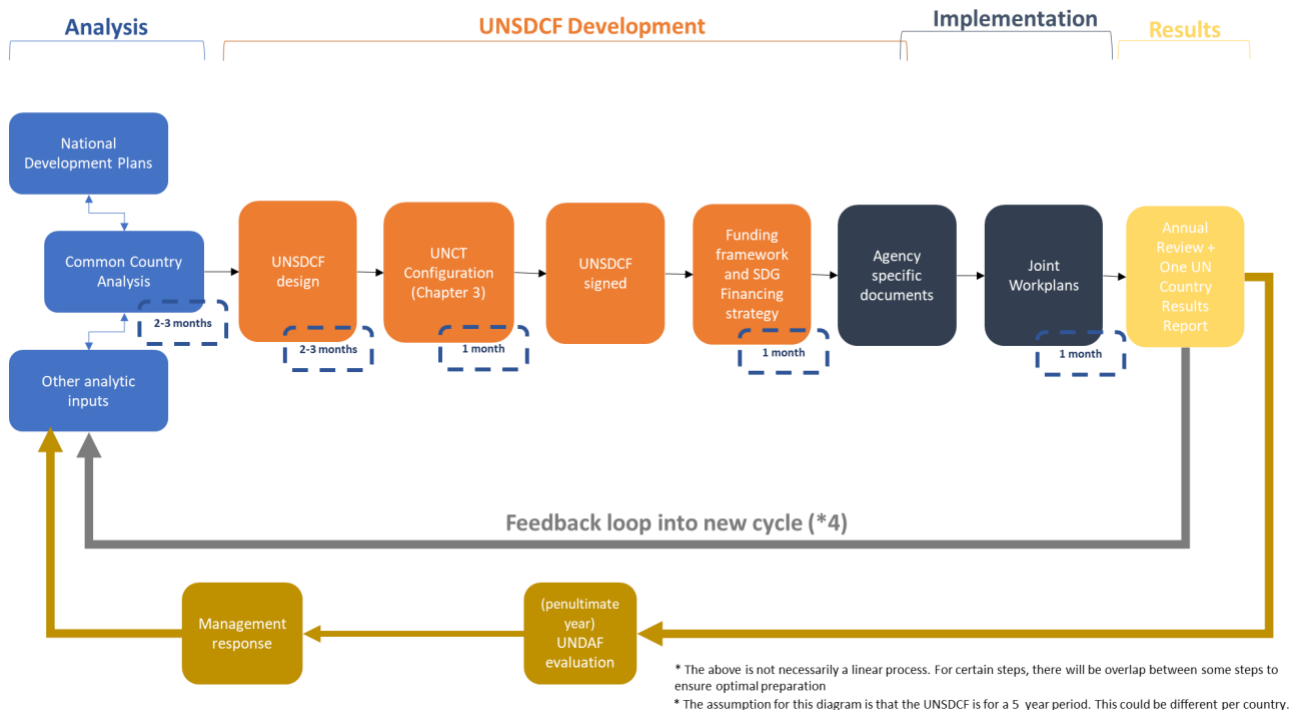 Analysis
UNSDCF Development
Implementation
Results
National
Development Plans
Common Country
Analysis
2-3 months
Other analytic
inputs
UNSDCF
design
2-3 months
UNCT
Configuration
(Chapter 3)
1 month
UNSDCF
signed
Funding
framework
and SDG
Financing
strategy
1 month
Agency
specific
documents
Joint
Workplans
1 month
Annual
Review +
One UN
Country
Results
Report
Feedback loop into new cycle (*4)
Management
response
(penultimate
year)
UNDAF
evaluation
* The above is not necessarily a linear process. For certain steps, there will be overlap between some steps to
ensure optimal preparation
* The assumption for this diagram is that the UNSDCF is for a 5 year period. This could be different per country.